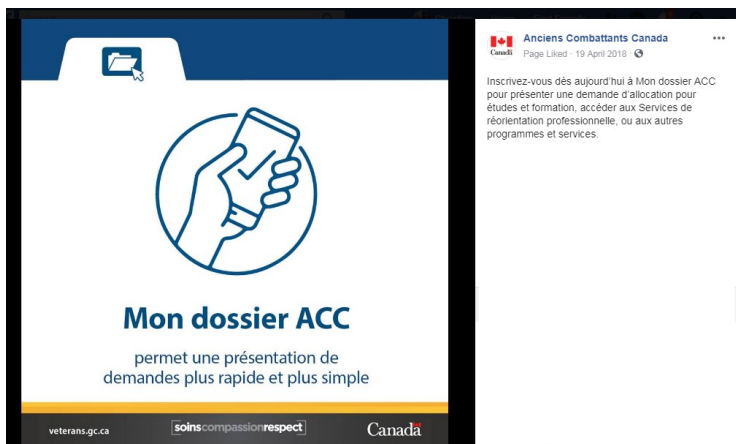 Mon dossier ACC
permet une présentation de
demandes plus rapide et plus simple
veterans.gc.ca
soinscompassionrespect
Canada
Canada
Anciens Combattants Canada
Page Liked · 19 April 2018 ·
Inscrivez-vous dès aujourd'hui à Mon dossier ACC
pour présenter une demande d'allocation pour
études et formation, accéder aux Services de
réorientation professionnelle, ou aux autres
programmes et services.